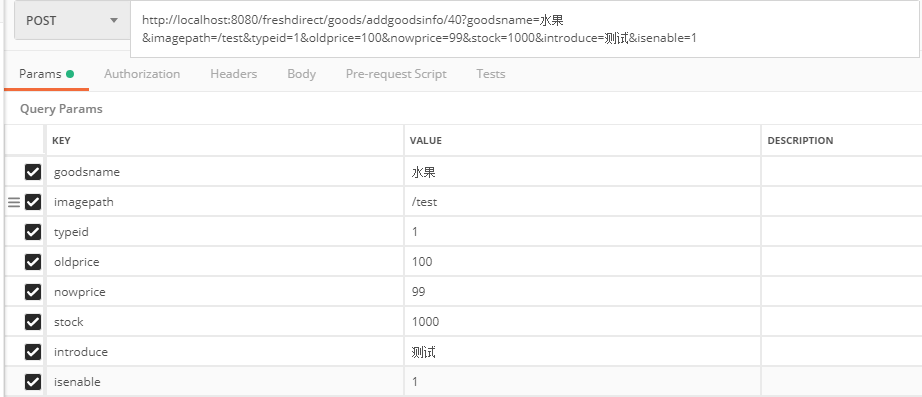 POST
http://localhost:8080/freshdirect/goods/addgoodsinfo/40?goodsname=水果
&imagepath=/test&typeid=1&oldprice=100&nowprice=99&stock=1000&introduce=测试&isenable=1
Params Authorization Headers Body Pre-request Script Tests
Query Params
KEY VALUE DESCRIPTION
goodsname 水果
imagepath /test
typeid 1
oldprice 100
nowprice 99
stock 1000
introduce 测试
isenable 1